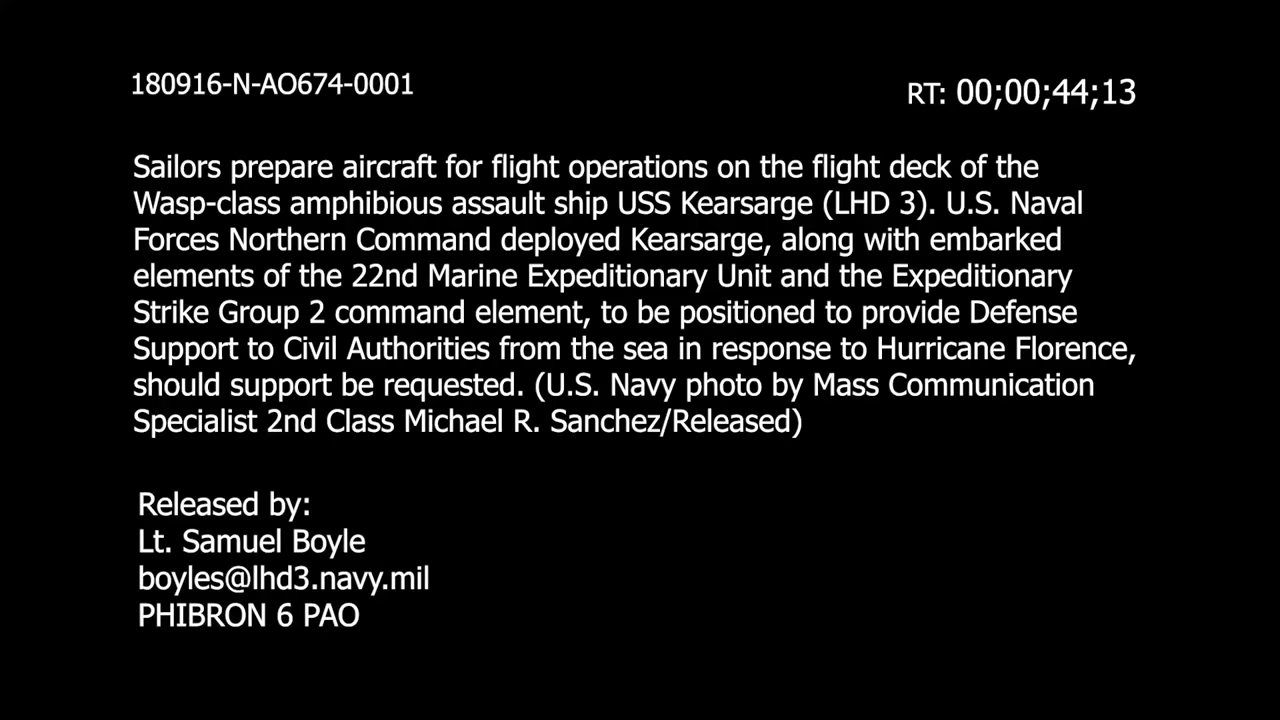 180916-N-AO674-0001
RT: 00;00;44;13
Sailors prepare aircraft for flight operations on the flight deck of the
Wasp-class amphibious assault ship USS Kearsarge (LHD 3). U.S. Naval
Forces Northern Command deployed Kearsarge, along with embarked
elements of the 22nd Marine Expeditionary Unit and the Expeditionary
Strike Group 2 command element, to be positioned to provide Defense
Support to Civil Authorities from the sea in response to Hurricane Florence,
should support be requested. (U.S. Navy photo by Mass Communication
Specialist 2nd Class Michael R. Sanchez/Released)
Released by:
Lt. Samuel Boyle
boyles@lhd3.navy.mil
PHIBRON 6 PAO